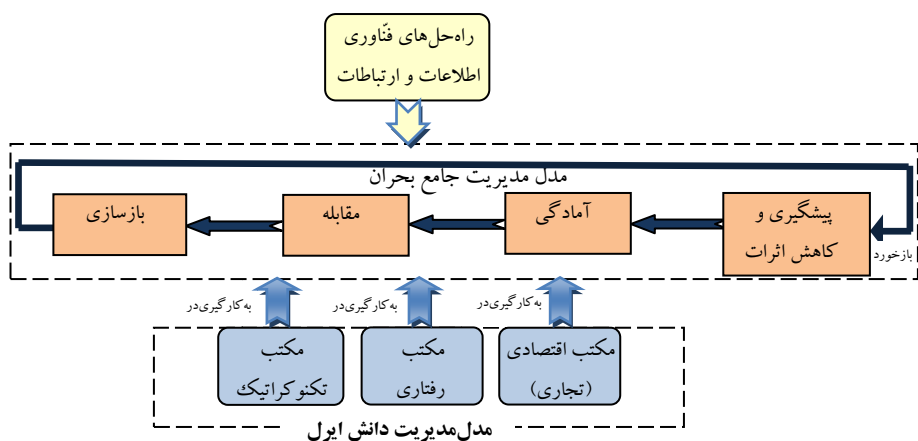 راه‌حل‌های فنّاوری
اطلاعات و ارتباطات
مدل مدیریت جامع بحران
پیشگیری و
کاهش اثرات
آمادگی
مقابله
بازسازی
بازخورد
به‌کارگیری‌در
به‌کارگیری‌در
به‌کارگیری‌در
مکتب اقتصادی
(تجاری)
مکتب
رفتاری
مکتب
تکنوکراتیک
مدل‌مدیریت دانش ایرل